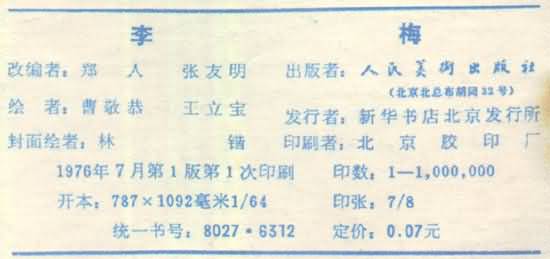 李 梅
改编者：郑 人 张友明 出版者：人民美術出版社
（北京北总布胡同32号）
绘 者：曹敬恭 王立宝 发行者：新华书店北京发行所
封面绘者：林 锴 印刷者：北京胶印厂
1976年7月第1版第1次印刷 印数：1—1,000,000
开本：787×1092毫米1/64 印张：7/8
统一书号：8027·6312 定价：0.07元